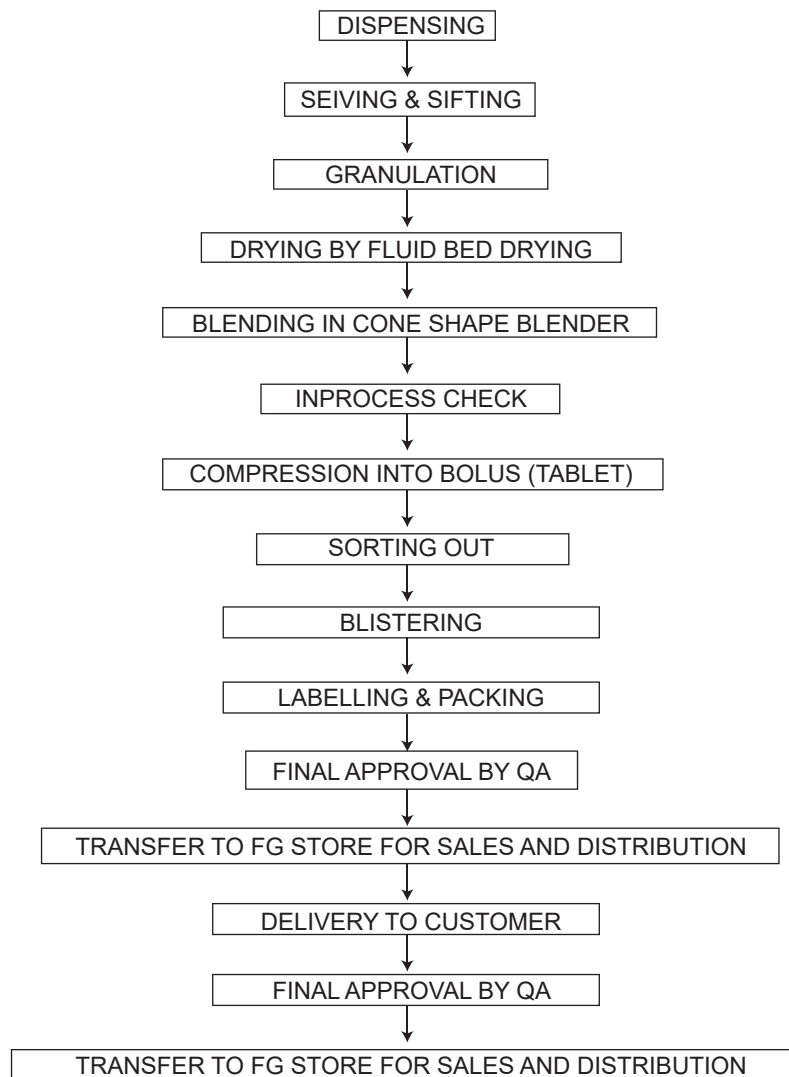 DISPENSING
SEIVING & SIFTING
GRANULATION
DRYING BY FLUID BED DRYING
BLENDING IN CONE SHAPE BLENDER
INPROCESS CHECK
COMPRESSION INTO BOLUS (TABLET)
SORTING OUT
BLISTERING
LABELLING & PACKING
FINAL APPROVAL BY QA
TRANSFER TO FG STORE FOR SALES AND DISTRIBUTION
DELIVERY TO CUSTOMER
FINAL APPROVAL BY QA
TRANSFER TO FG STORE FOR SALES AND DISTRIBUTION